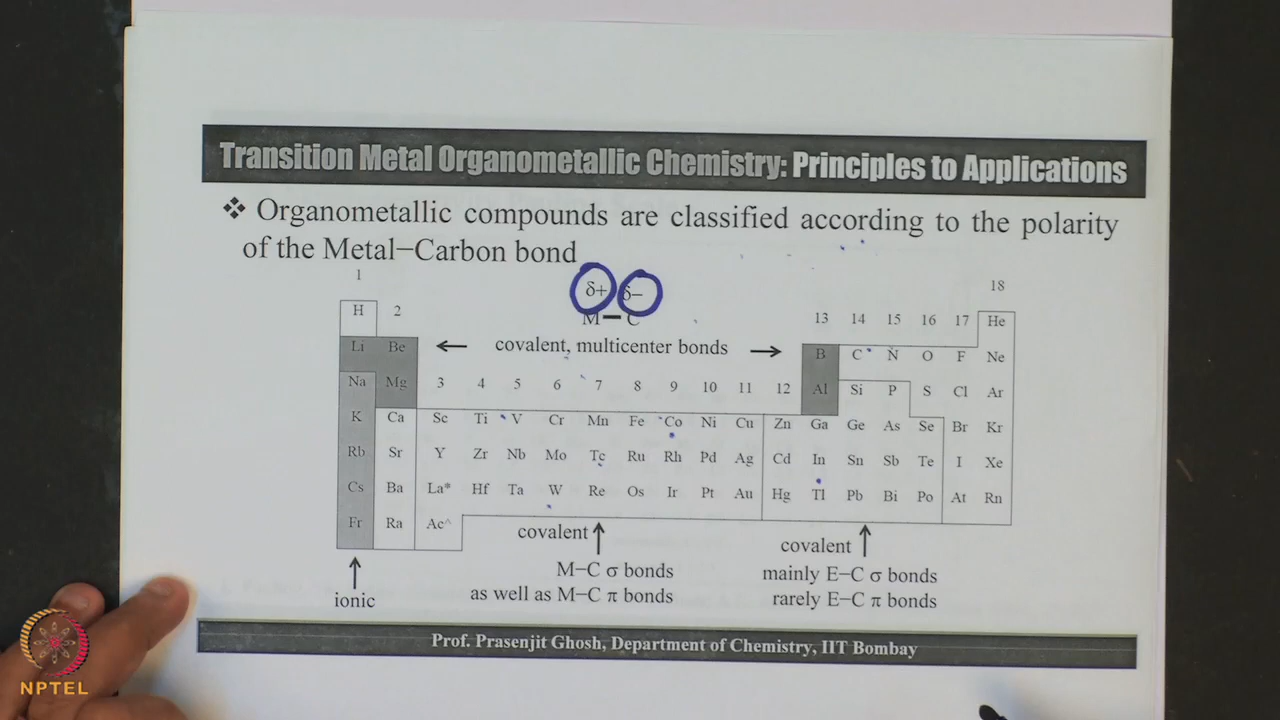 Transition Metal Organometallic Chemistry: Principles to Applications
❖ Organometallic compounds are classified according to the polarity
of the Metal−Carbon bond
1 18
δ+ δ−
H 2 13 14 15 16 17 He
M−C
Li Be ← covalent, multicenter bonds → B C N O F Ne
Na Mg 3 4 5 6 7 8 9 10 11 12 Al Si P S Cl Ar
K Ca Sc Ti V Cr Mn Fe Co Ni Cu Zn Ga Ge As Se Br Kr
Rb Sr Y Zr Nb Mo Tc Ru Rh Pd Ag Cd In Sn Sb Te I Xe
Cs Ba La* Hf Ta W Re Os Ir Pt Au Hg Tl Pb Bi Po At Rn
Fr Ra Ac^
covalent ↑ covalent ↑
↑ M−C σ bonds mainly E−C σ bonds
ionic as well as M−C π bonds rarely E−C π bonds
Prof. Prasenjit Ghosh, Department of Chemistry, IIT Bombay
NPTEL